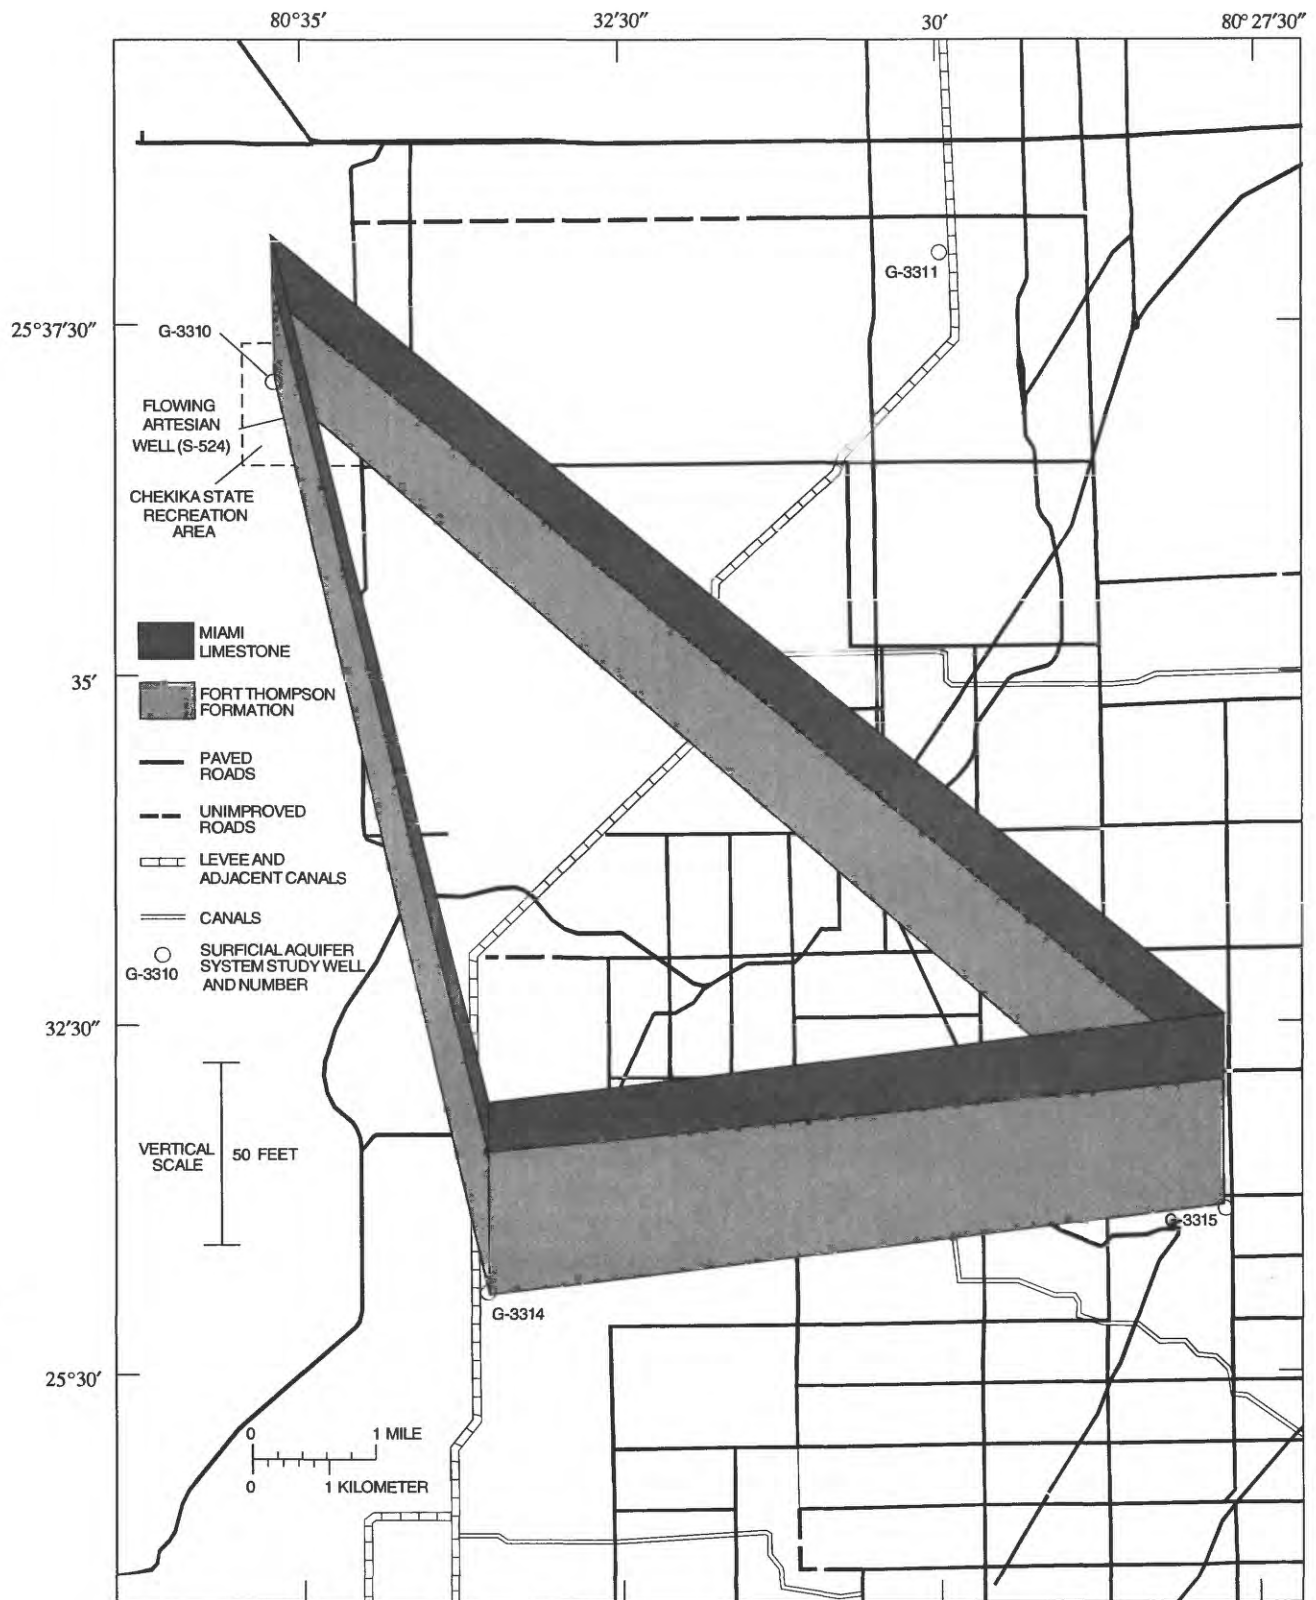 80°35′
32′30″
30′
80°27′30″
G-3311
25°37′30″
G-3310
FLOWING
ARTESIAN
WELL (S-524)
CHEKIKA STATE
RECREATION
AREA
MIAMI
LIMESTONE
35′
FORT THOMPSON
FORMATION
PAVED
ROADS
UNIMPROVED
ROADS
LEVEE AND
ADJACENT CANALS
CANALS
SURFICIAL AQUIFER
SYSTEM STUDY WELL
AND NUMBER
G-3310
32′30″
VERTICAL
SCALE
50 FEET
G-3315
G-3314
25°30′
0
1 MILE
0
1 KILOMETER